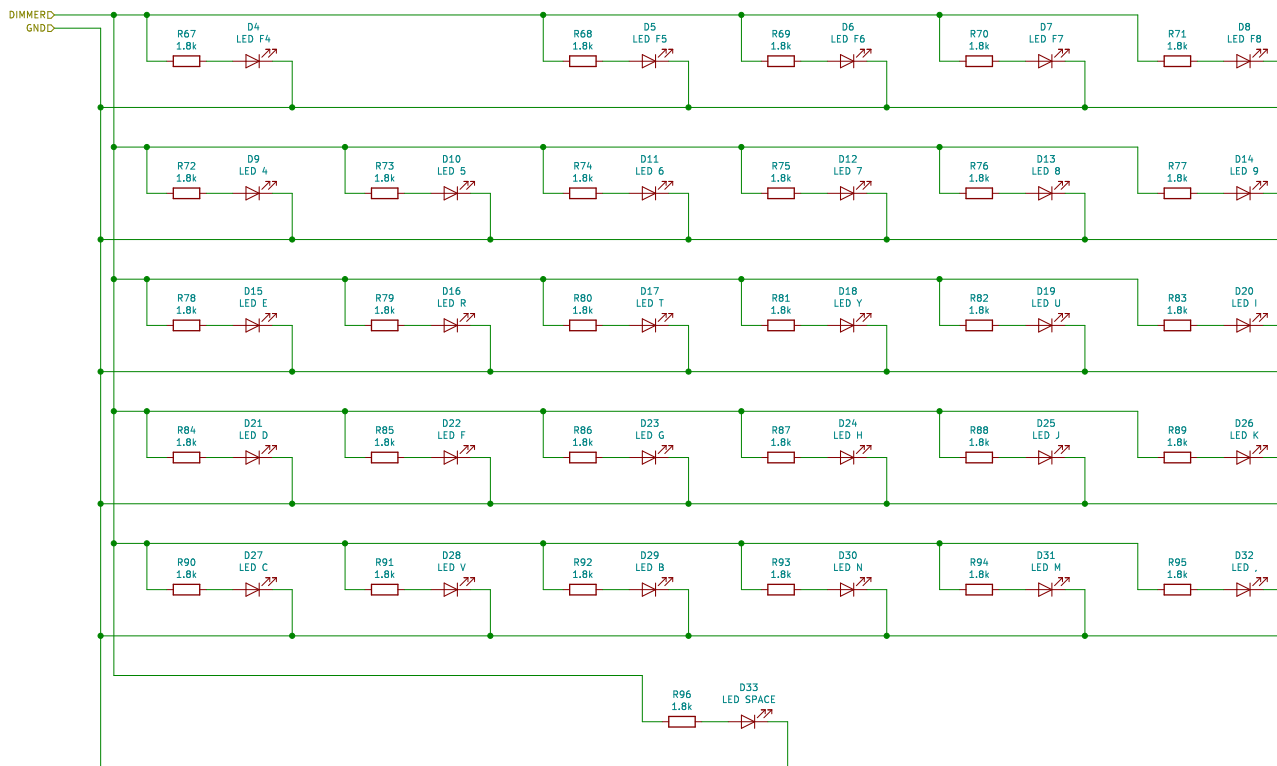 DIMMER
GND
R67
1.8k
D4
LED F4
R68
1.8k
D5
LED F5
R69
1.8k
D6
LED F6
R70
1.8k
D7
LED F7
R71
1.8k
D8
LED F8
R72
1.8k
D9
LED 4
R73
1.8k
D10
LED 5
R74
1.8k
D11
LED 6
R75
1.8k
D12
LED 7
R76
1.8k
D13
LED 8
R77
1.8k
D14
LED 9
R78
1.8k
D15
LED E
R79
1.8k
D16
LED R
R80
1.8k
D17
LED T
R81
1.8k
D18
LED Y
R82
1.8k
D19
LED U
R83
1.8k
D20
LED I
R84
1.8k
D21
LED D
R85
1.8k
D22
LED F
R86
1.8k
D23
LED G
R87
1.8k
D24
LED H
R88
1.8k
D25
LED J
R89
1.8k
D26
LED K
R90
1.8k
D27
LED C
R91
1.8k
D28
LED V
R92
1.8k
D29
LED B
R93
1.8k
D30
LED N
R94
1.8k
D31
LED M
R95
1.8k
D32
LED ,
R96
1.8k
D33
LED SPACE